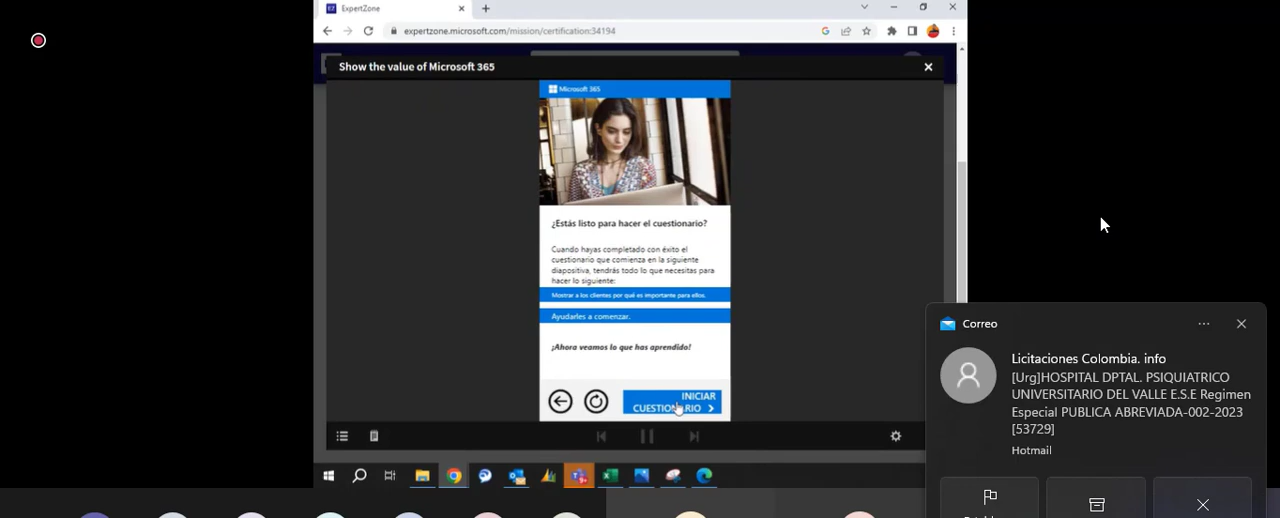 ExpertZone
expertzone.microsoft.com/mission/certification:34194
Show the value of Microsoft 365
Microsoft 365
¿Estás listo para hacer el cuestionario?
Cuando hayas completado con éxito el
cuestionario que comienza en la siguiente
diapositiva, tendrás todo lo que necesitas para
hacer lo siguiente:
Mostrar a los clientes por qué es importante para ellos.
Ayudarles a comenzar.
¡Ahora veamos lo que has aprendido!
INICIAR
CUESTIONARIO
Correo
Licitaciones Colombia. info
[Urg]HOSPITAL DPTAL. PSIQUIATRICO
UNIVERSITARIO DEL VALLE E.S.E Regimen
Especial PUBLICA ABREVIADA-002-2023
[53729]
Hotmail